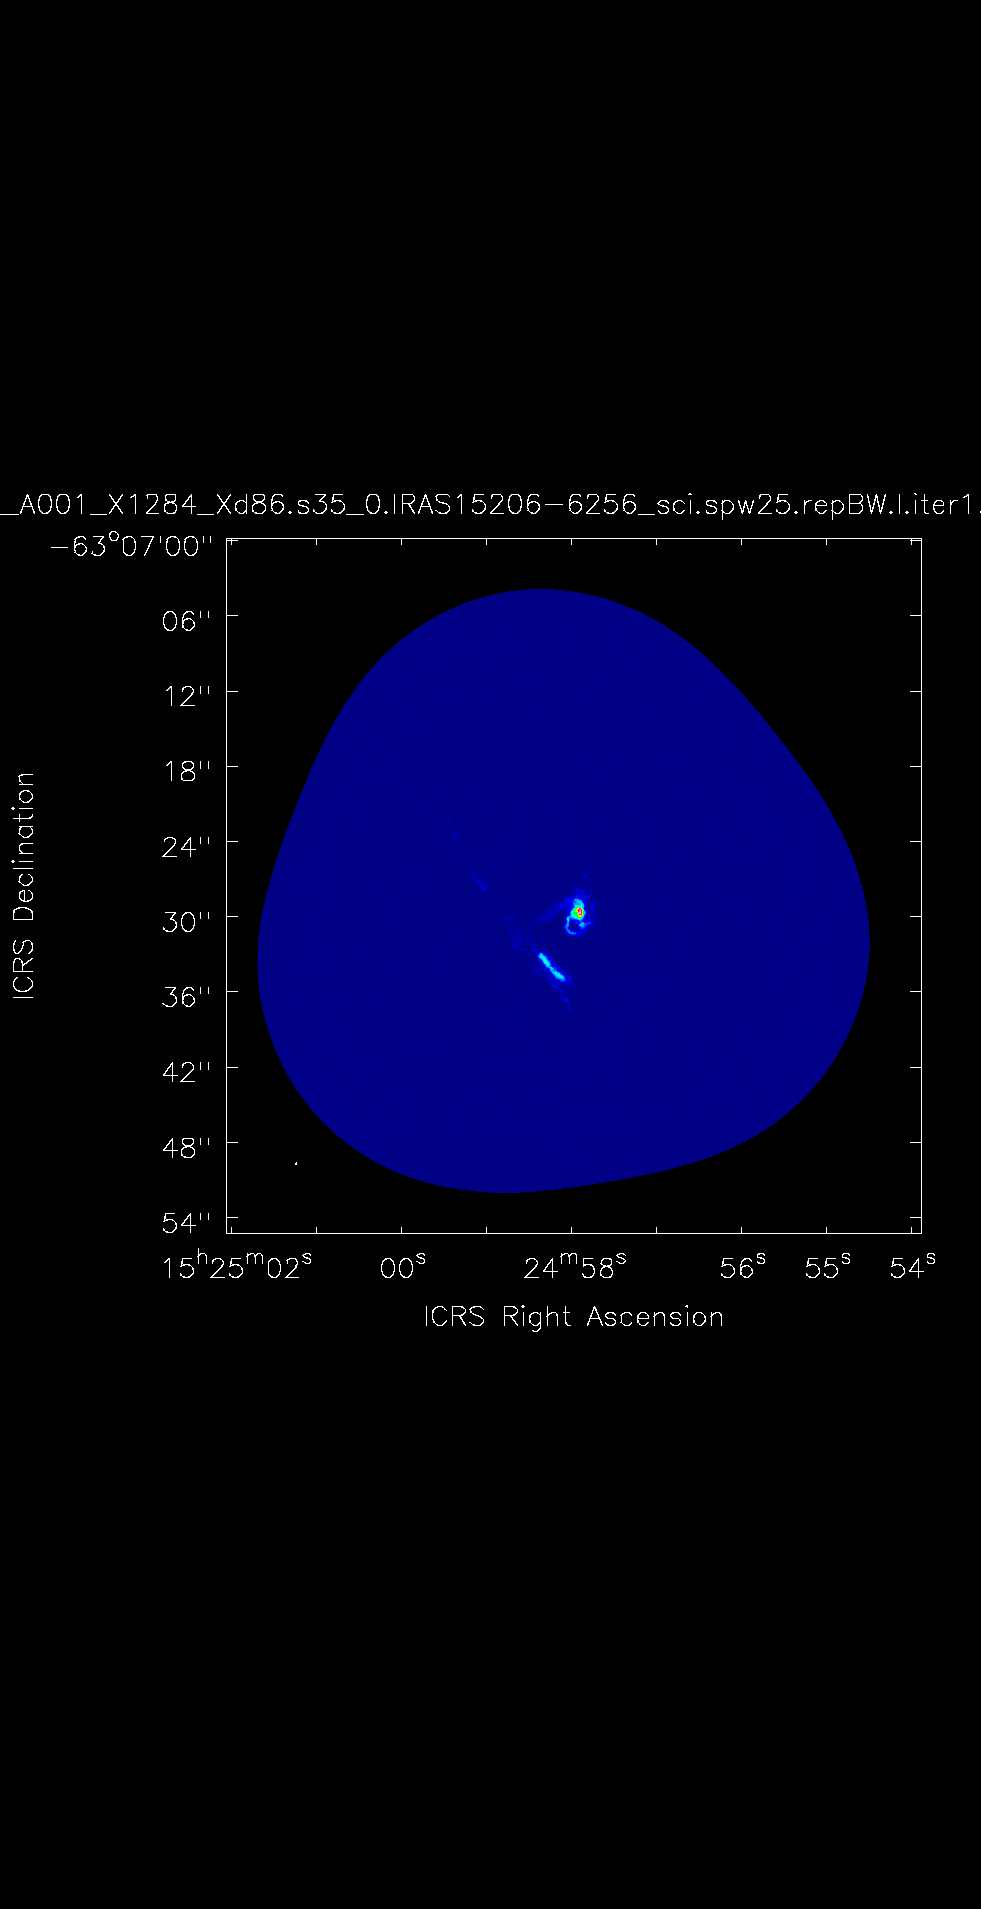 _A001_X1284_Xd86.s35_0.IRAS15206-6256_sci.spw25.repBW.I.iter1.
-63°07'00"
06"
12"
18"
24"
30"
36"
42"
48"
54"
ICRS Declination
15h25m02s 00s 24m58s 56s 55s 54s
ICRS Right Ascension